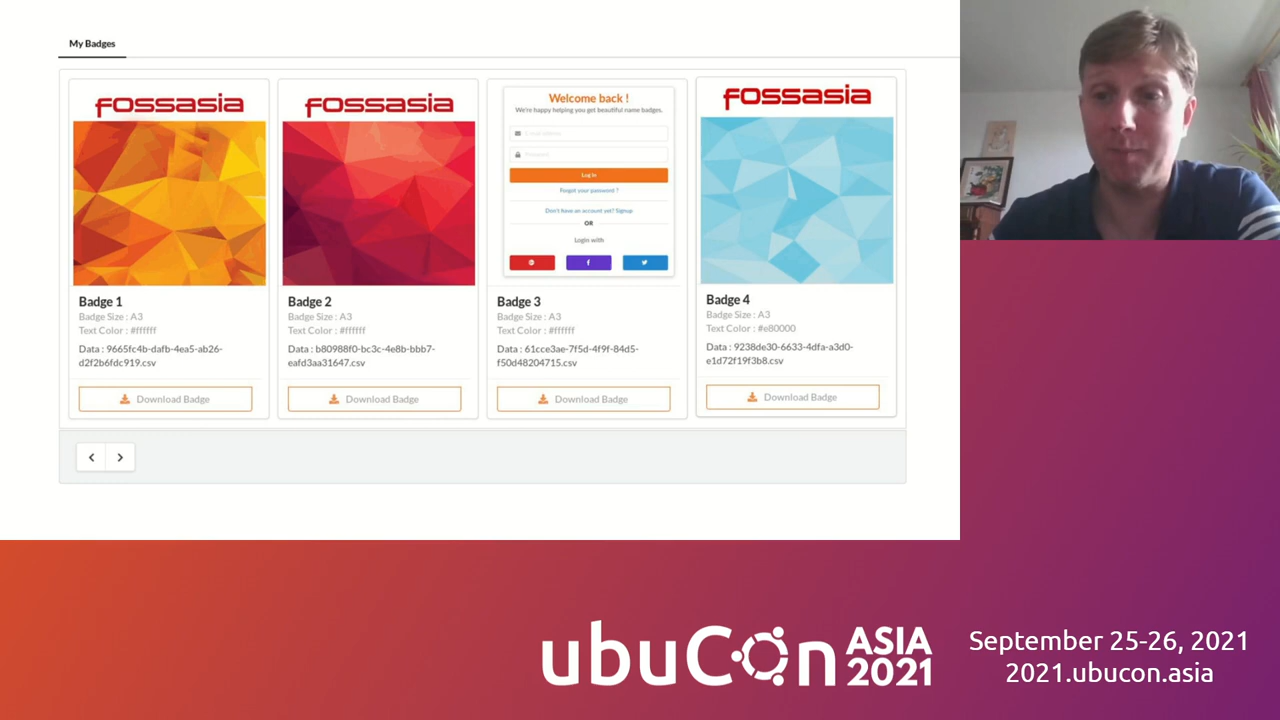 My Badges
fossasia
fossasia
Welcome back !
We're happy helping you get beautiful name badges.
E-mail address
Password
Log In
Forgot your password ?
Don't have an account yet? Signup
OR
Login with
fossasia
Badge 1
Badge Size : A3
Text Color : #ffffff
Data : 9665fc4b-dafb-4ea5-ab26-
d2f2b6fdc919.csv
Download Badge
Badge 2
Badge Size : A3
Text Color : #ffffff
Data : b80988f0-bc3c-4e8b-bbb7-
eafd3aa31647.csv
Download Badge
Badge 3
Badge Size : A3
Text Color : #ffffff
Data : 61cce3ae-7f5d-4f9f-84d5-
f50d48204715.csv
Download Badge
Badge 4
Badge Size : A3
Text Color : #e80000
Data : 9238de30-6633-4dfa-a3d0-
e1d72f19f3b8.csv
Download Badge
ubuCon ASIA
2021
September 25-26, 2021
2021.ubucon.asia